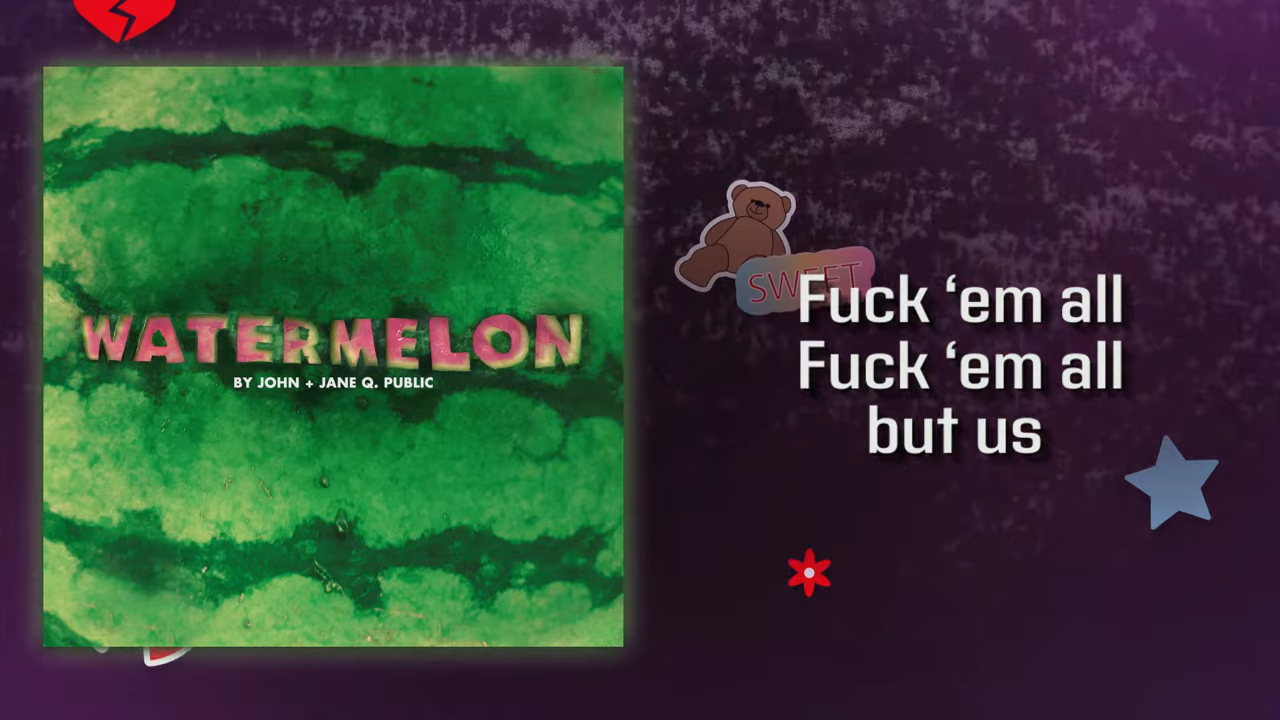 WATERMELON
BY JOHN + JANE Q. PUBLIC
SWEET
Fuck ‘em all
Fuck ‘em all
but us